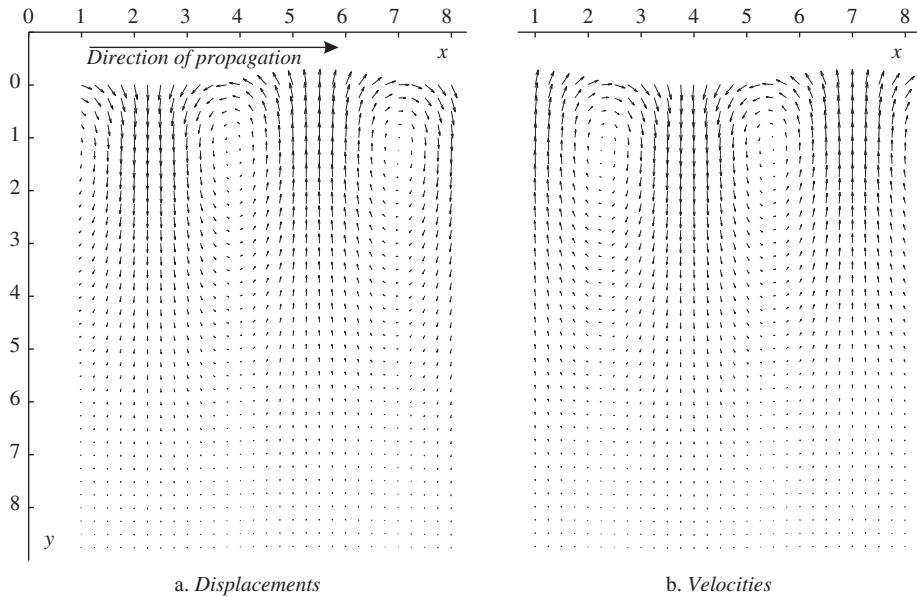 0 1 2 3 4 5 6 7 8
x
Direction of propagation
0
1
2
3
4
5
6
7
8
y
a. Displacements
1 2 3 4 5 6 7 8
x
b. Velocities